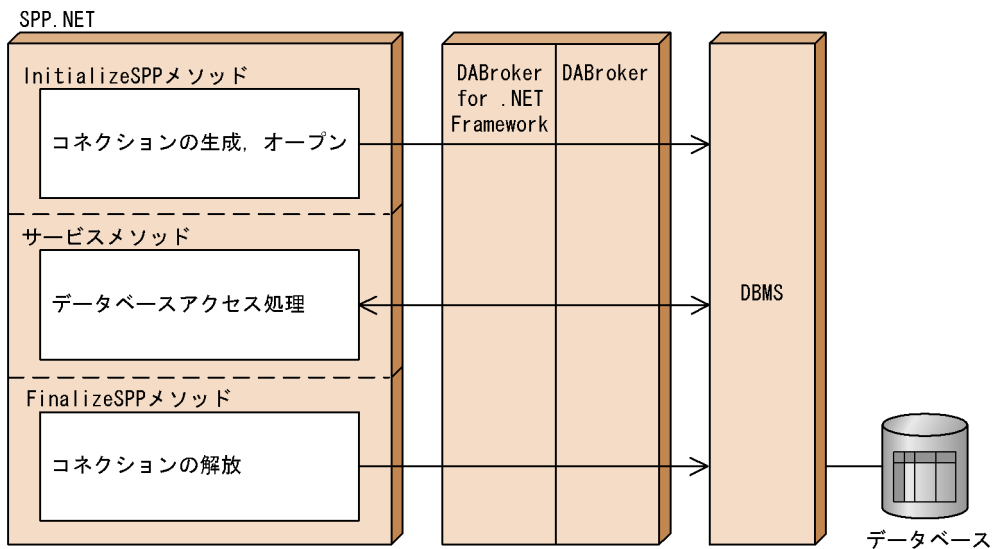 SPP.NET
InitializeSPPメソッド
コネクションの生成，オープン
サービスメソッド
データベースアクセス処理
FinalizeSPPメソッド
コネクションの解放
DABroker
for .NET
Framework
DABroker
DBMS
データベース